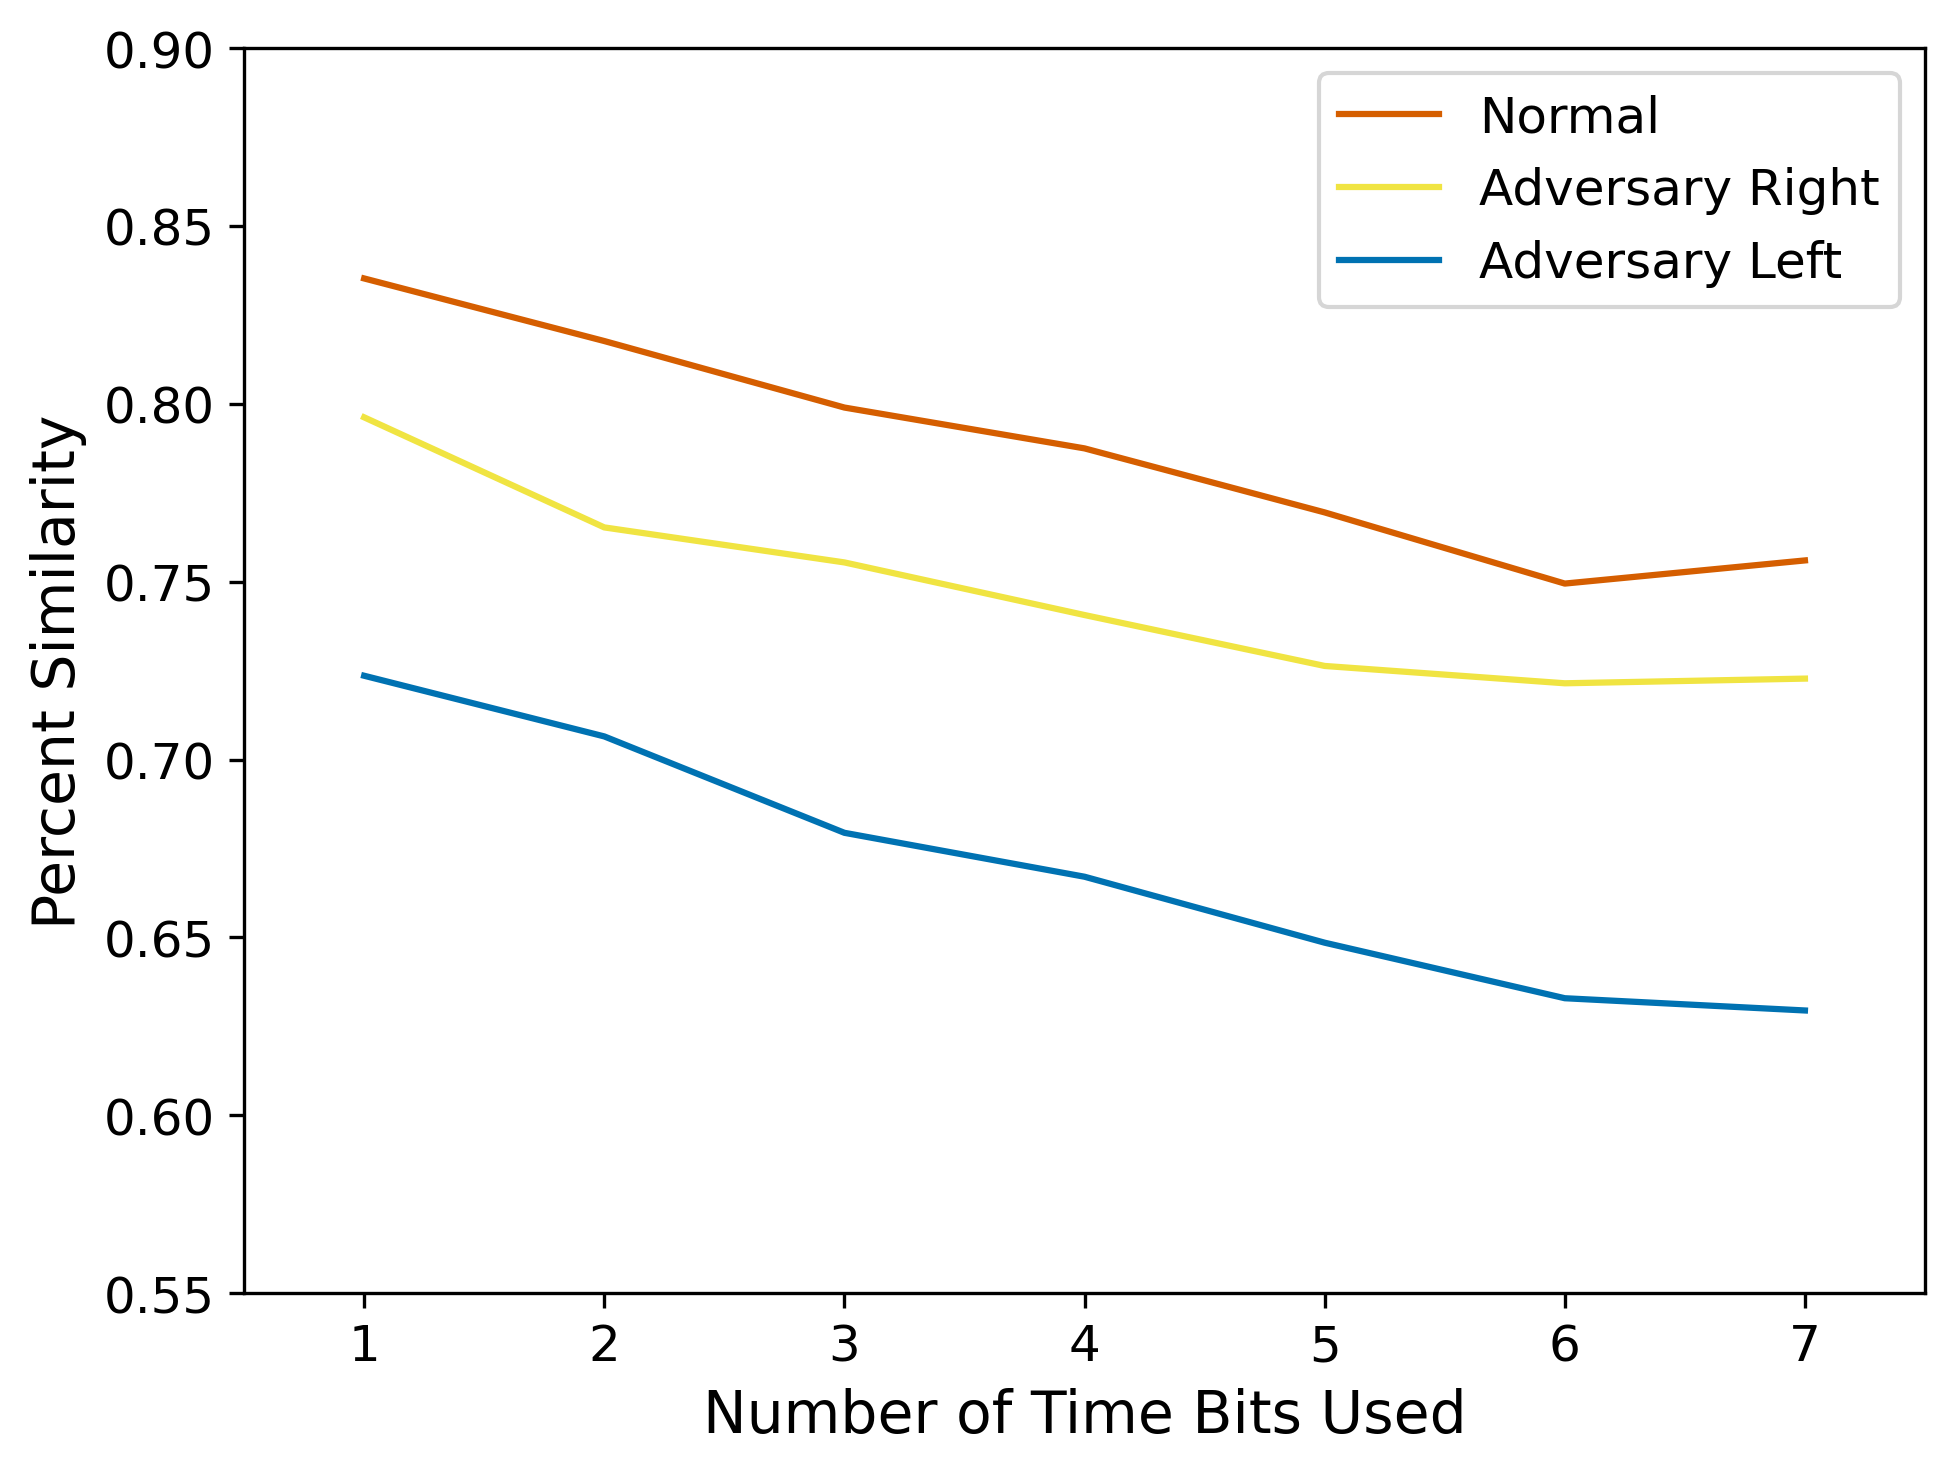 0.90
0.85
0.80
0.75
0.70
0.65
0.60
0.55
Percent Similarity
Normal
Adversary Right
Adversary Left
1 2 3 4 5 6 7
Number of Time Bits Used